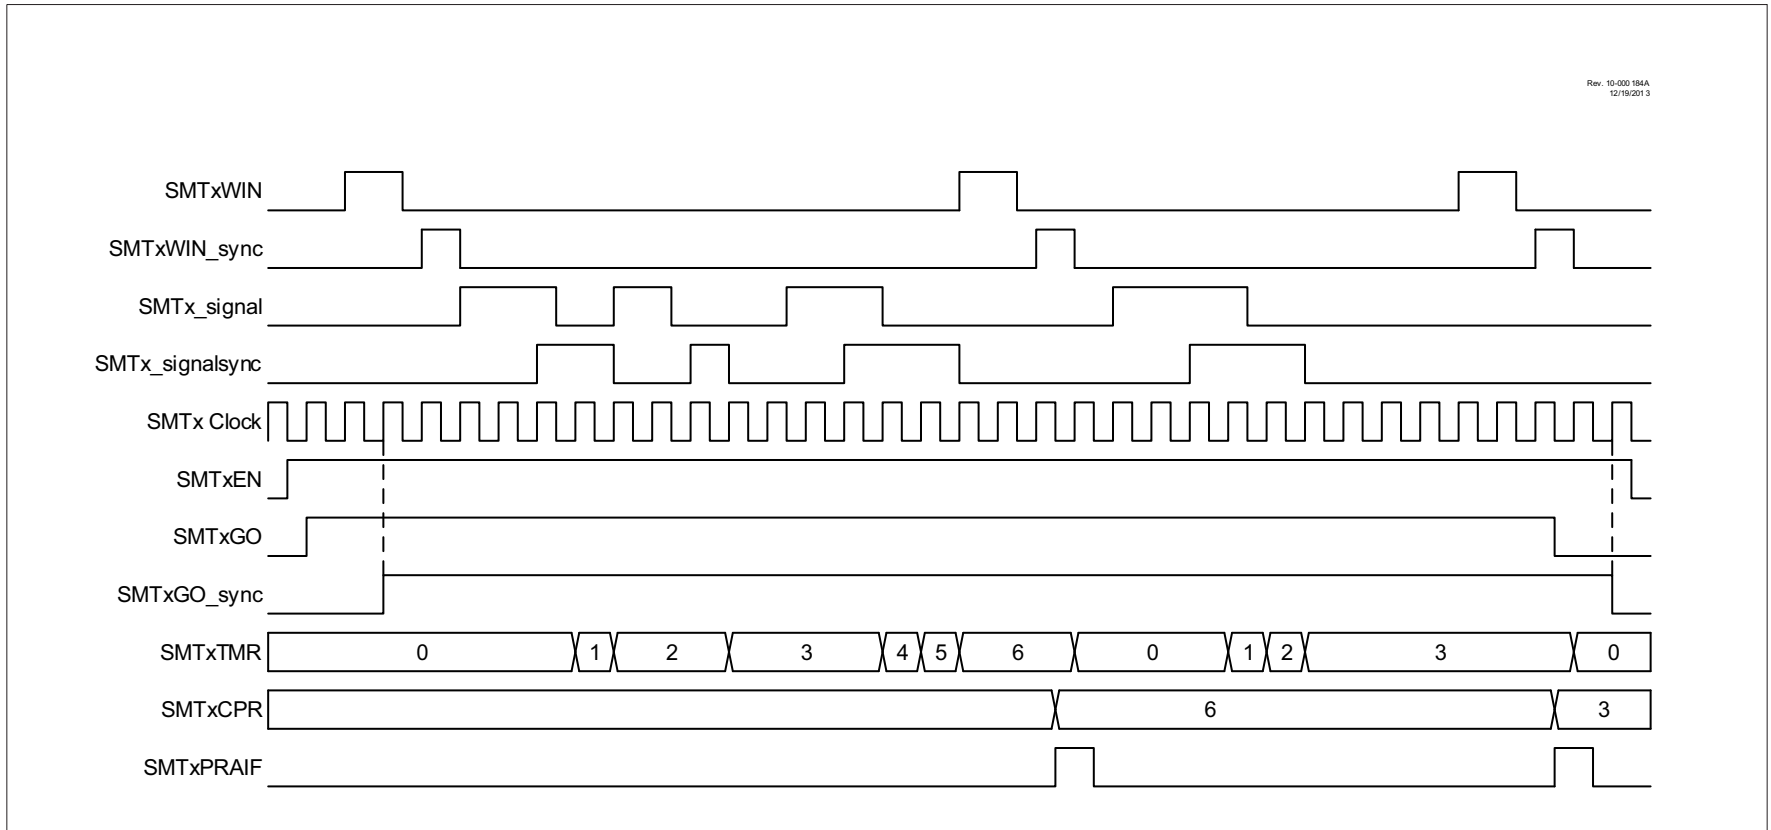 Rev. 10-000 184A
12/19/201 3
SMTxWIN
SMTxWIN_sync
SMTx_signal
SMTx_signalsync
SMTx Clock
SMTxEN
SMTxGO
SMTxGO_sync
SMTxTMR 0 1 2 3 4 5 6 0 1 2 3 0
SMTxCPR 6 3
SMTxPRAIF